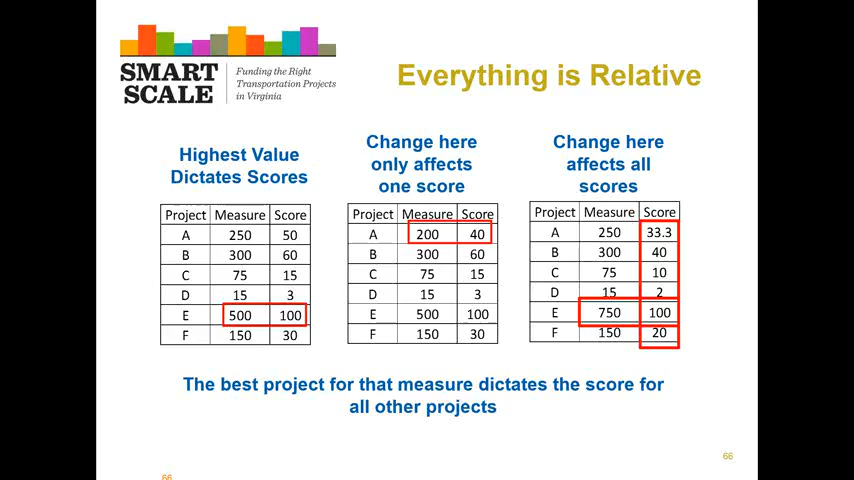 SMART
SCALE
Funding the Right
Transportation Projects
in Virginia
Everything is Relative
Highest Value
Dictates Scores
Project Measure Score
A 250 50
B 300 60
C 75 15
D 15 3
E 500 100
F 150 30
Change here
only affects
one score
Project Measure Score
A 200 40
B 300 60
C 75 15
D 15 3
E 500 100
F 150 30
Change here
affects all
scores
Project Measure Score
A 250 33.3
B 300 40
C 75 10
D 15 2
E 750 100
F 150 20
The best project for that measure dictates the score for
all other projects
66
66